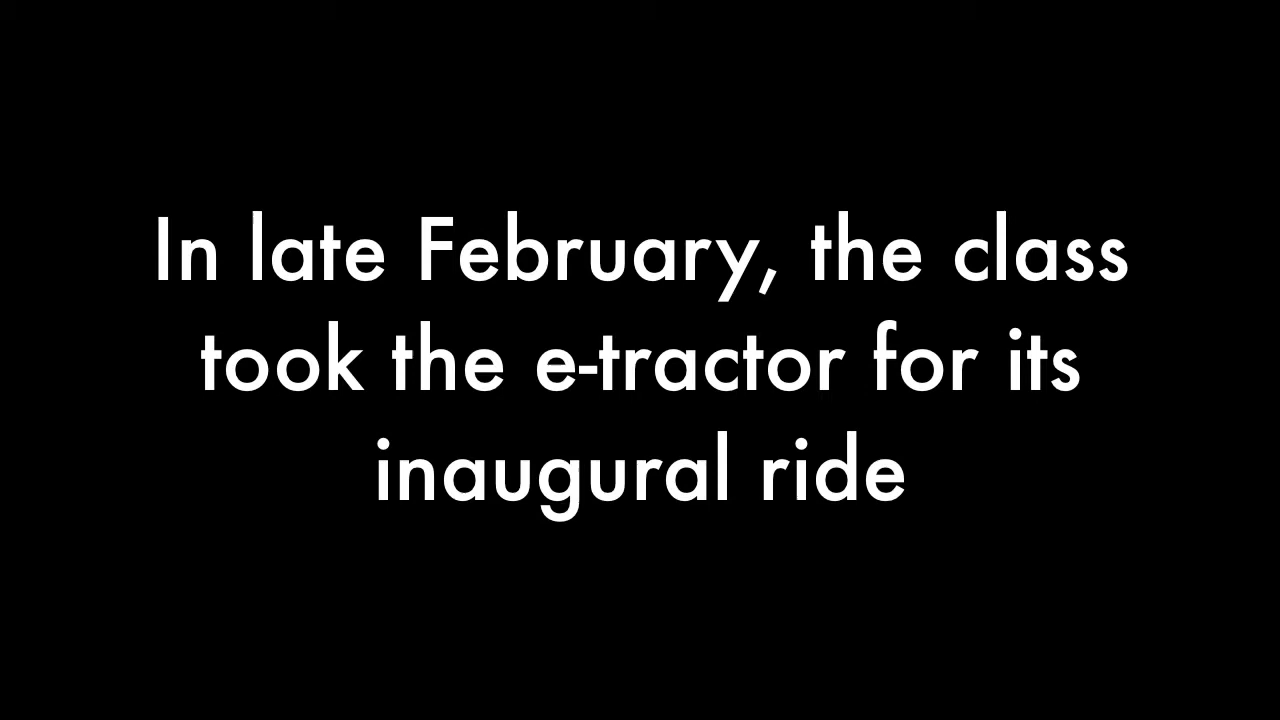 In late February, the class
took the e-tractor for its
inaugural ride